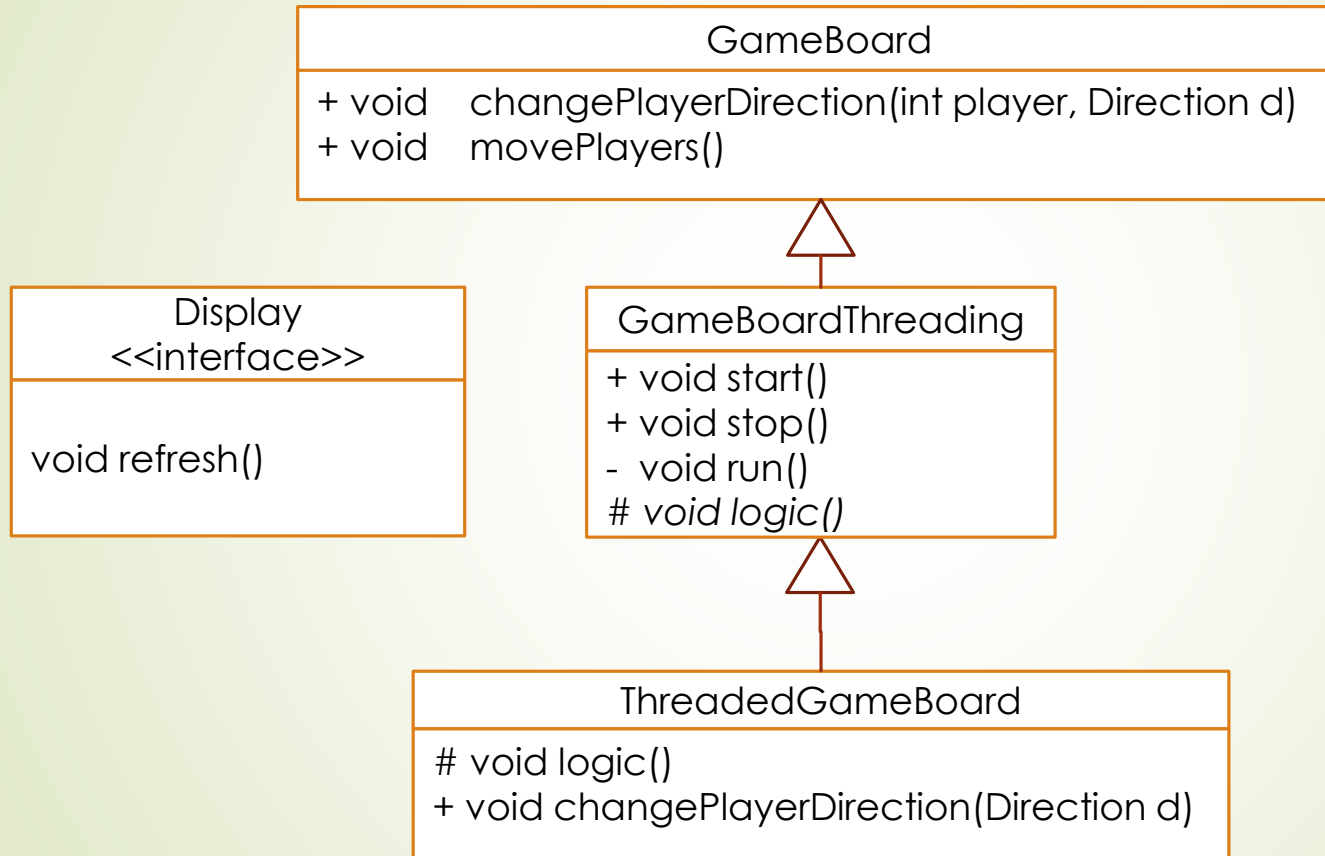 GameBoard
+ void changePlayerDirection(int player, Direction d)
+ void movePlayers()
Display
<<interface>>
void refresh()
GameBoardThreading
+ void start()
+ void stop()
- void run()
# void logic()
ThreadedGameBoard
# void logic()
+ void changePlayerDirection(Direction d)